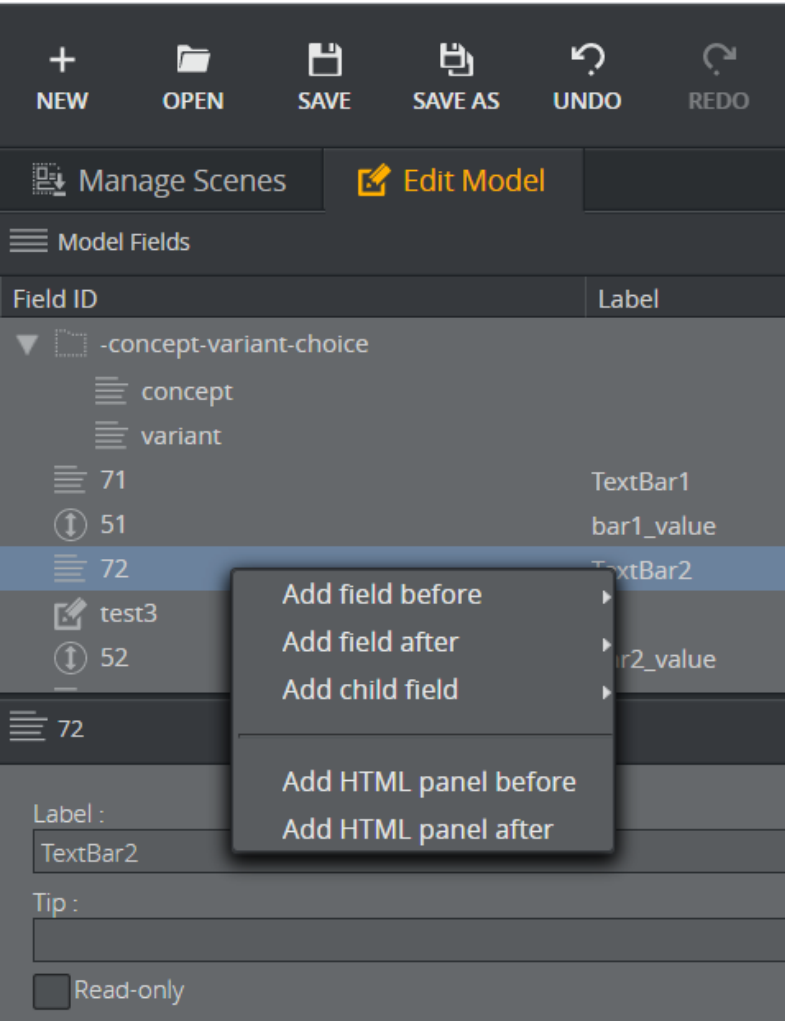 NEW OPEN SAVE SAVE AS UNDO REDO
Manage Scenes Edit Model
Model Fields
Field ID Label
-concept-variant-choice
concept
variant
71 TextBar1
51 bar1_value
72 TextBar2
Add field before
test3
Add field after
52 r2_value
Add child field
72
Add HTML panel before
Label :
Add HTML panel after
TextBar2
Tip :
Read-only